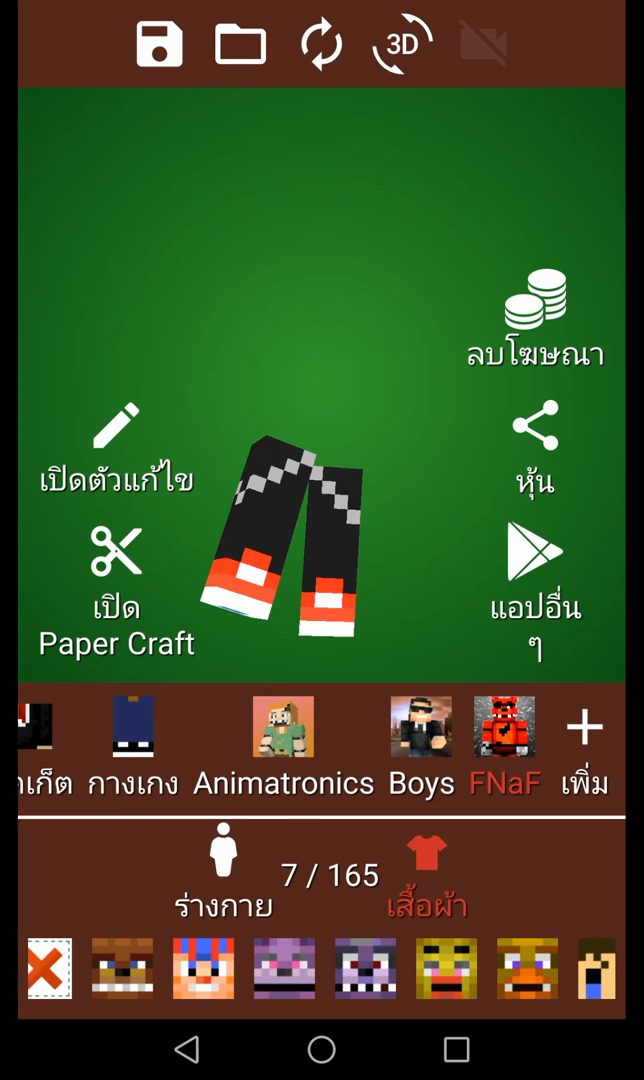 3D
ลบโฆษณา
เปิดตัวแก้ไข
หุ้น
เปิด
Paper Craft
แอปอื่น
ๆ
กางเกง
Animatronics
Boys
FNaF
เพิ่ม
ร่างกาย
7 / 165
เสื้อผ้า